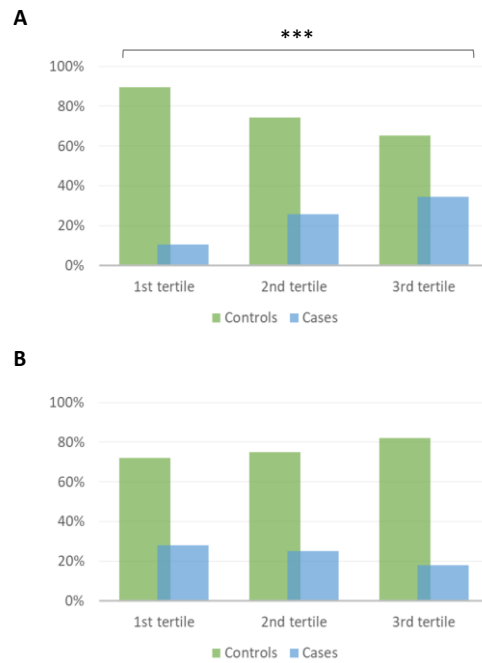 A
***
100%
80%
60%
40%
20%
0%
1st tertile 2nd tertile 3rd tertile
Controls Cases
B
100%
80%
60%
40%
20%
0%
1st tertile 2nd tertile 3rd tertile
Controls Cases